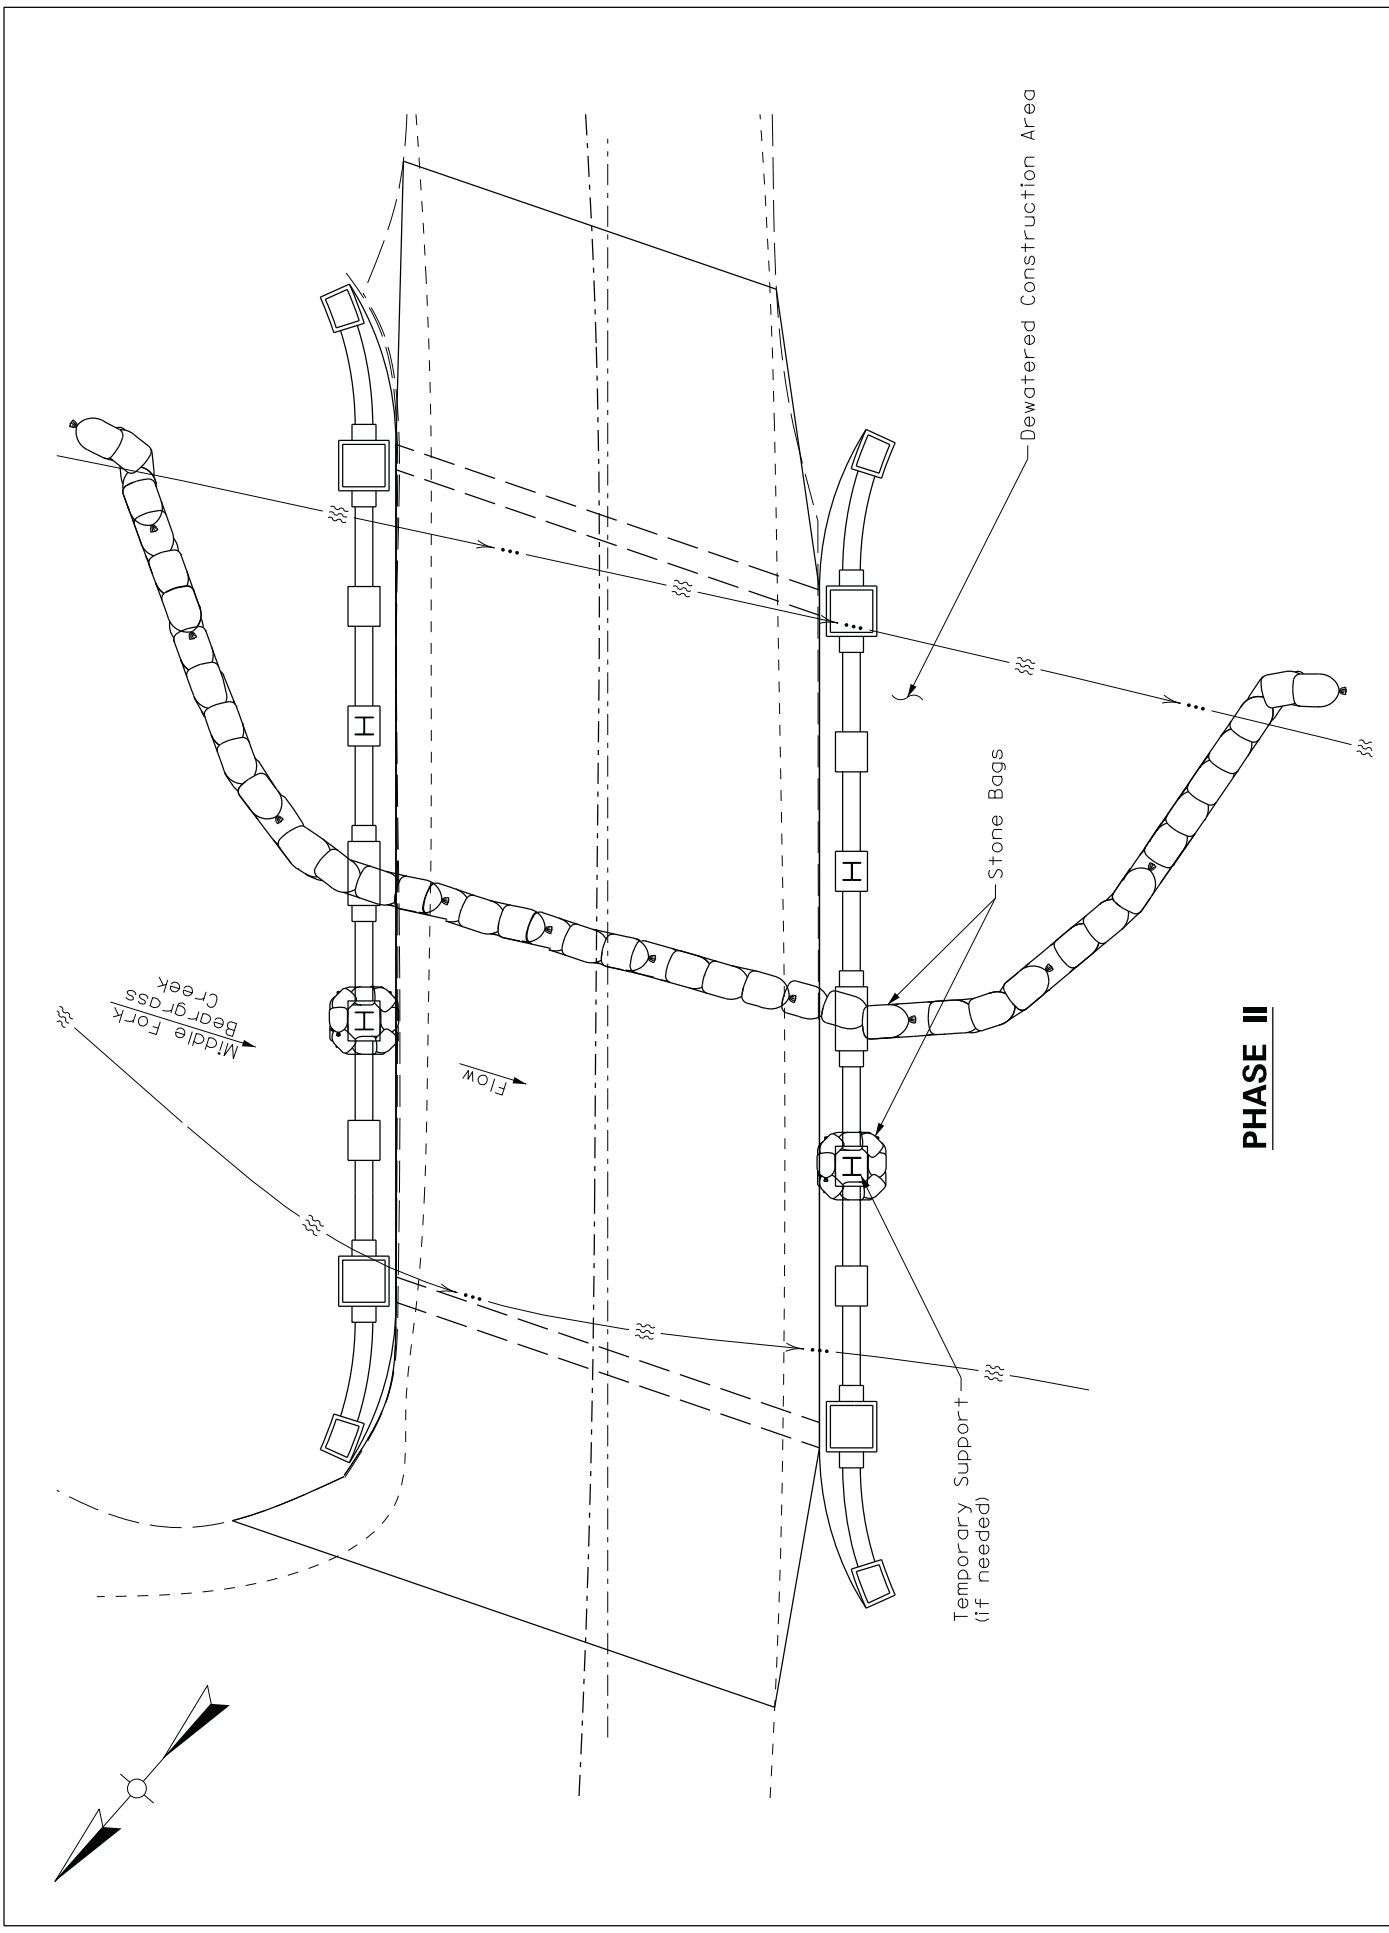 Dewatered Construction Area
Stone Bags
Middle Fork
Beargrass
Creek
Flow
H
H
H
H
Temporary Support
(if needed)
PHASE II